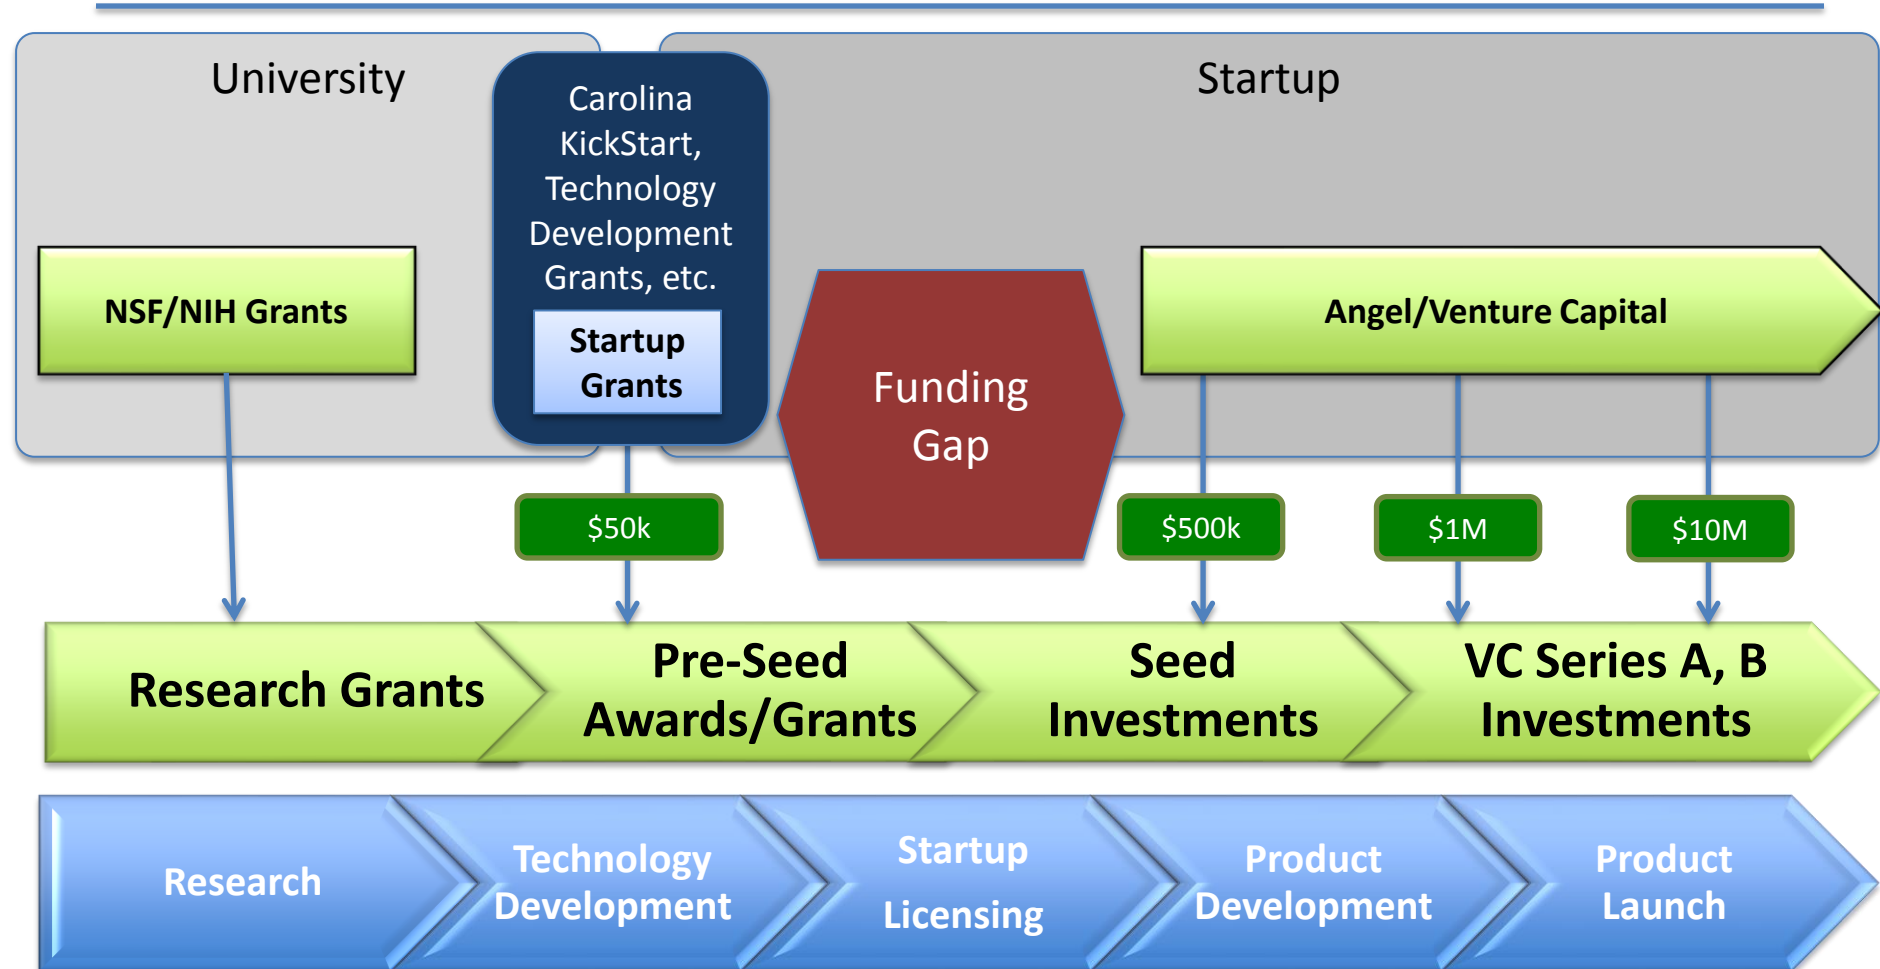 University
Startup
Carolina
KickStart,
Technology
Development
Grants, etc.
Startup
Grants
NSF/NIH Grants
Funding
Gap
Angel/Venture Capital
$50k
$500k
$1M
$10M
Research Grants
Pre-Seed
Awards/Grants
Seed
Investments
VC Series A, B
Investments
Research
Technology
Development
Startup
Licensing
Product
Development
Product
Launch